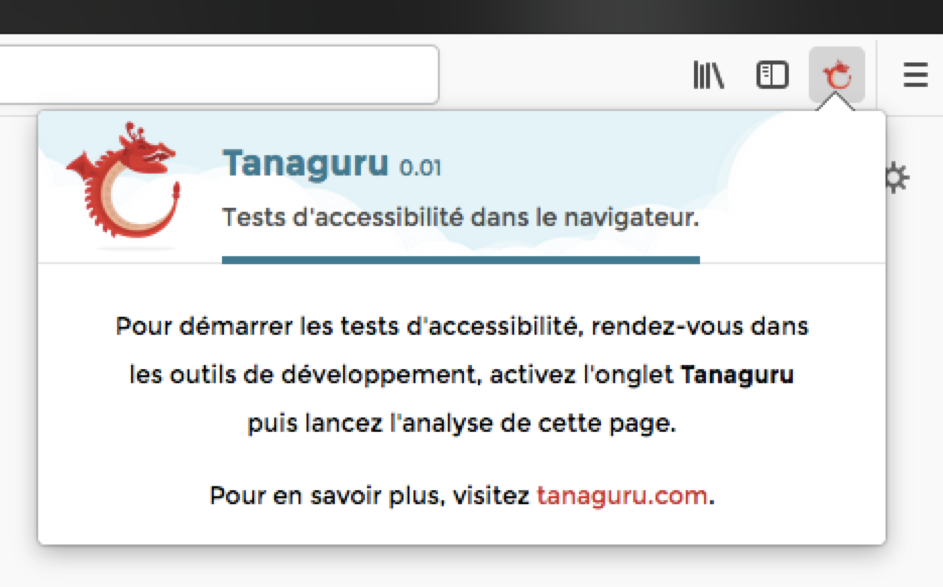 Tanaguru 0.01
Tests d'accessibilité dans le navigateur.
Pour démarrer les tests d'accessibilité, rendez-vous dans
les outils de développement, activez l'onglet Tanaguru
puis lancez l'analyse de cette page.
Pour en savoir plus, visitez tanaguru.com.